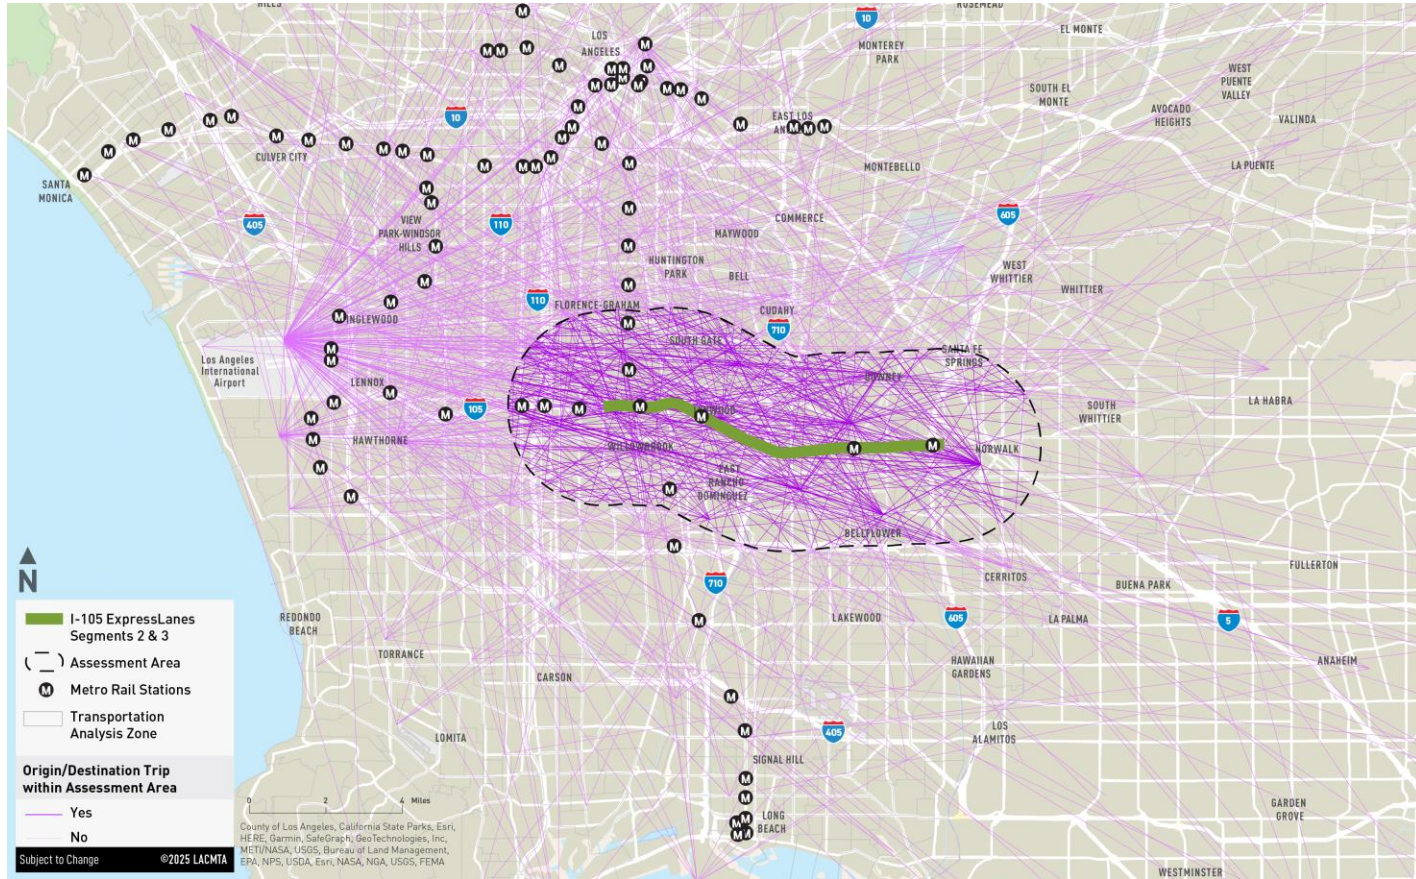 HILLS
LOS
ANGELES
10
ROSEMEAD
EL MONTE
MONTEREY
PARK
WEST
PUENTE
VALLEY
SOUTH EL
MONTE
AVOCADO
HEIGHTS
VALINDA
10
EAST LOS
CULVER CITY
MONTEBELLO
LA PUENTE
SANTA
MONICA
405
VIEW
PARK-WINDSOR
HILLS
110
COMMERCE
605
MAYWOOD
HUNTINGTON
PARK
BELL
WEST
WHITTIER
WHITTIER
110
FLORENCE-GRAHAM
CUDAHY
710
INGLEWOOD
SOUTH GATE
SANTA FE
SPRINGS
Los Angeles
International
Airport
LENNOX
DOWNEY
105
SOUTH
WHITTIER
LA HABRA
HAWTHORNE
WILLOWBROOK
NORWALK
EAST
RANCHO
DOMINGUEZ
BELLFLOWER
N
710
CERRITOS
BUENA PARK
FULLERTON
REDONDO
BEACH
LAKEWOOD
605
LA PALMA
5
TORRANCE
CARSON
HAWAIIAN
GARDENS
ANAHEIM
LOMITA
405
LOS
ALAMITOS
SIGNAL HILL
LONG
BEACH
GARDEN
GROVE
WESTMINSTER
I-105 ExpressLanes
Segments 2 & 3
Assessment Area
M Metro Rail Stations
Transportation
Analysis Zone
Origin/Destination Trip
within Assessment Area
Yes
No
Subject to Change ©2025 LACMTA
0 2 4 Miles
County of Los Angeles, California State Parks, Esri,
HERE, Garmin, SafeGraph, GeoTechnologies, Inc,
METI/NASA, USGS, Bureau of Land Management,
EPA, NPS, USDA, Esri, NASA, NGA, USGS, FEMA